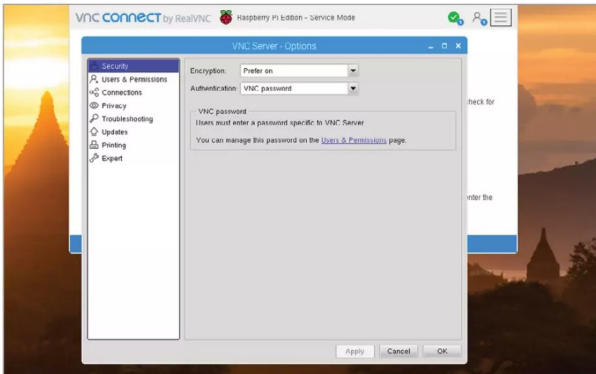 VNC CONNECT by RealVNC Raspberry Pi Edition - Service Mode
VNC Server - Options
Security
Users & Permissions
Connections
Privacy
Troubleshooting
Updates
Printing
Expert
Encryption: Prefer on
Authentication: VNC password
VNC password
Users must enter a password specific to VNC Server
You can manage this password on the Users & Permissions page.
check for
enter the
Apply Cancel OK